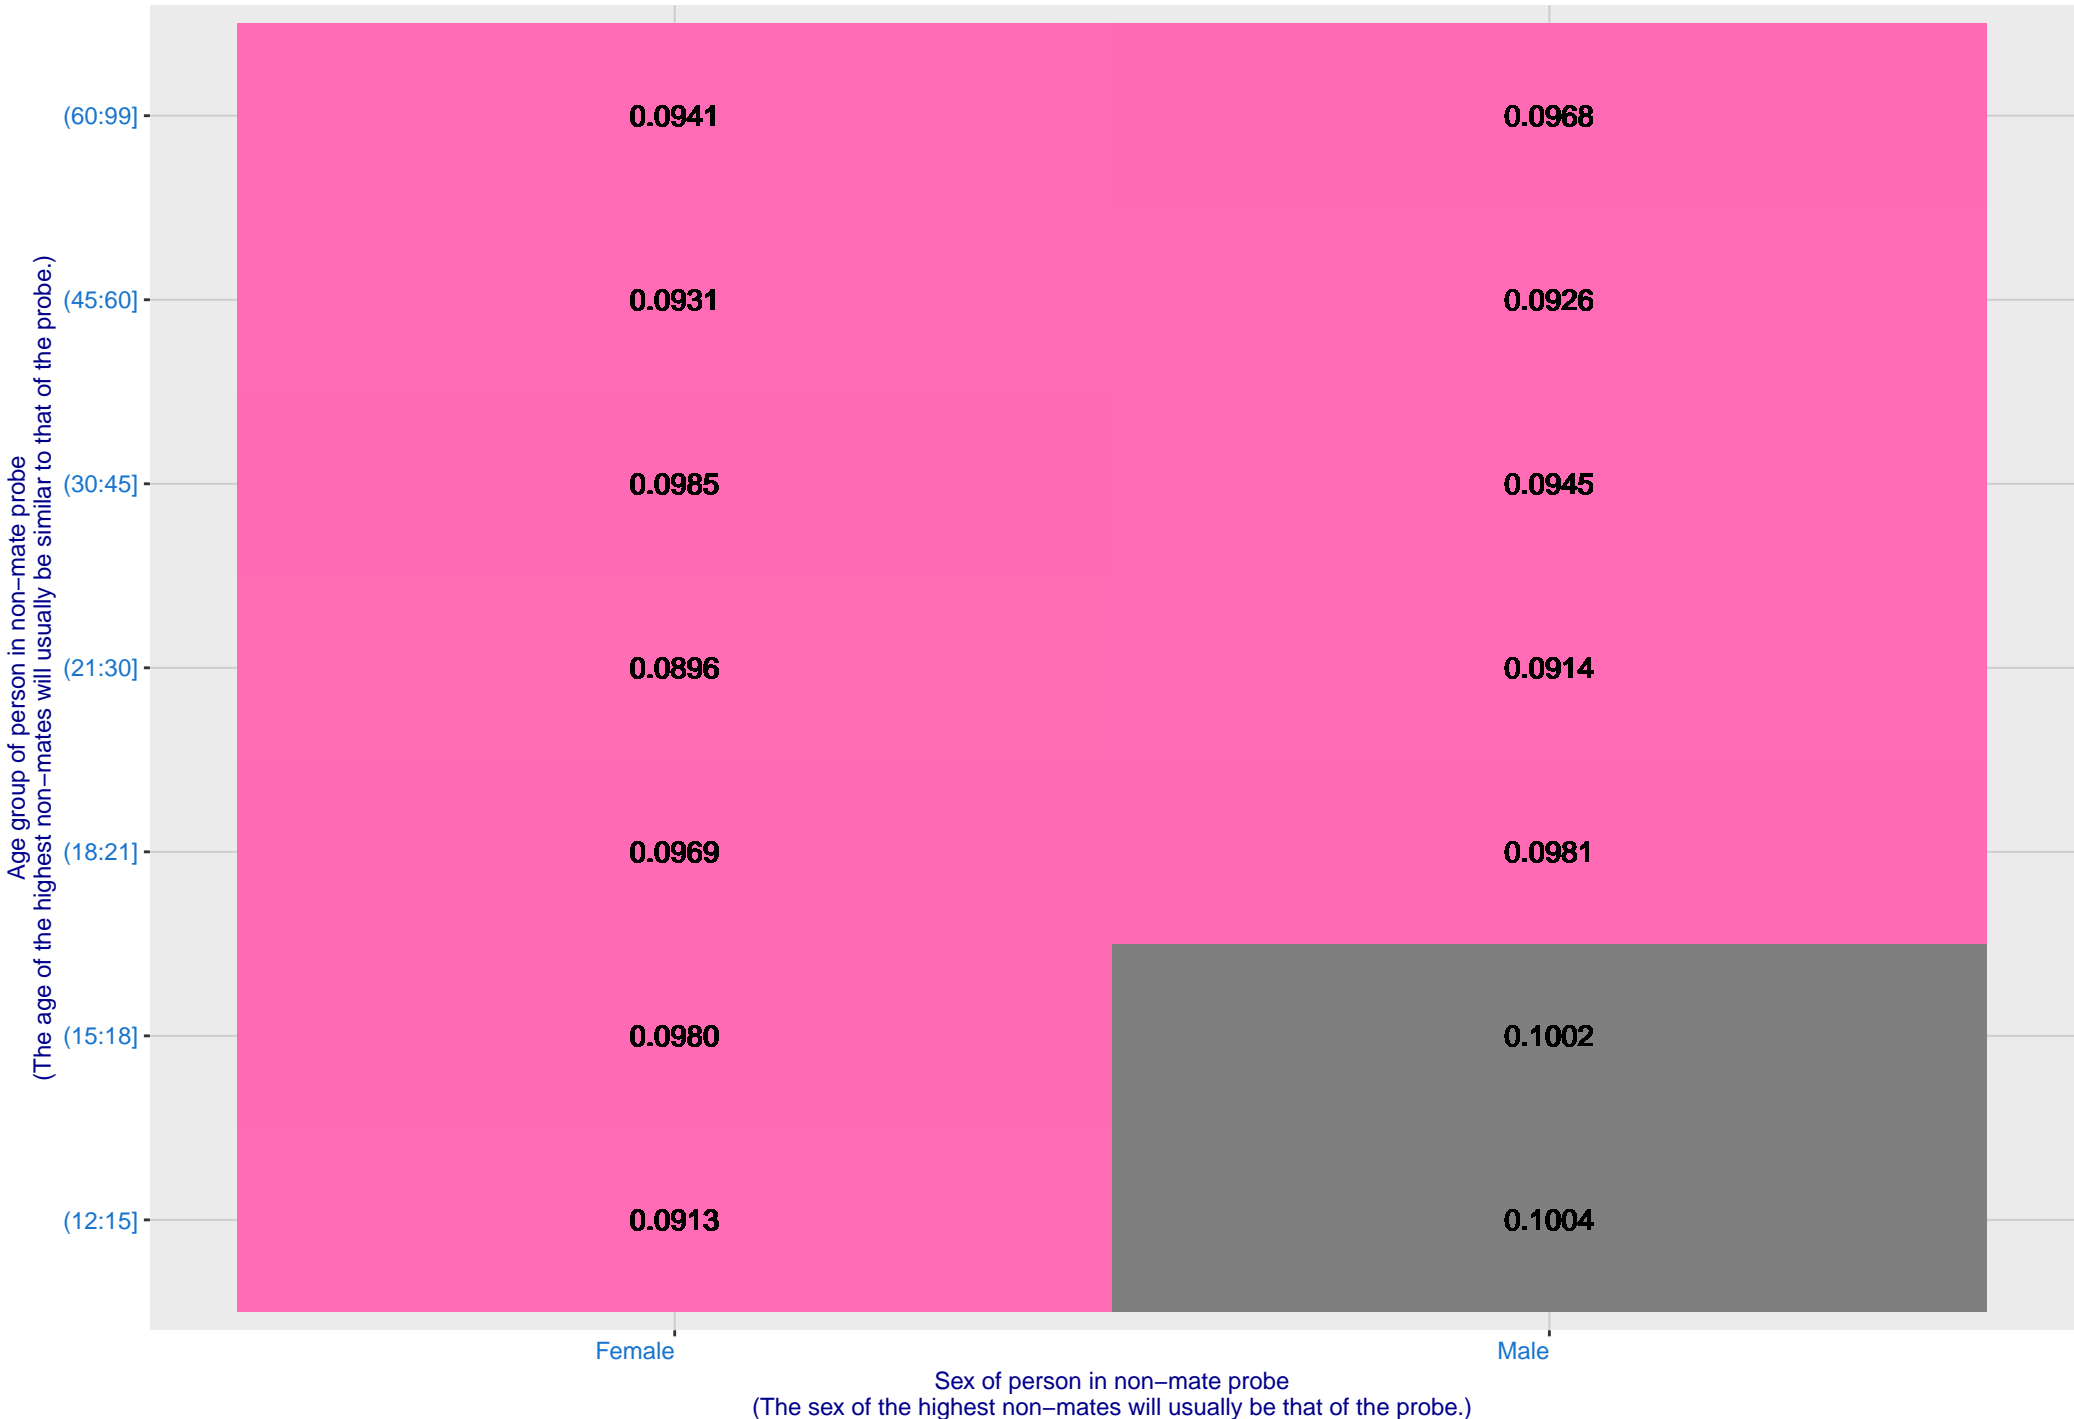 Age group of person in non−mate probe
(The age of the highest non−mates will usually be similar to that of the probe.)
(60:99] 0.0941 0.0968
(45:60] 0.0931 0.0926
(30:45] 0.0985 0.0945
(21:30] 0.0896 0.0914
(18:21] 0.0969 0.0981
(15:18] 0.0980 0.1002
(12:15] 0.0913 0.1004
Female Male
Sex of person in non−mate probe
(The sex of the highest non−mates will usually be that of the probe.)